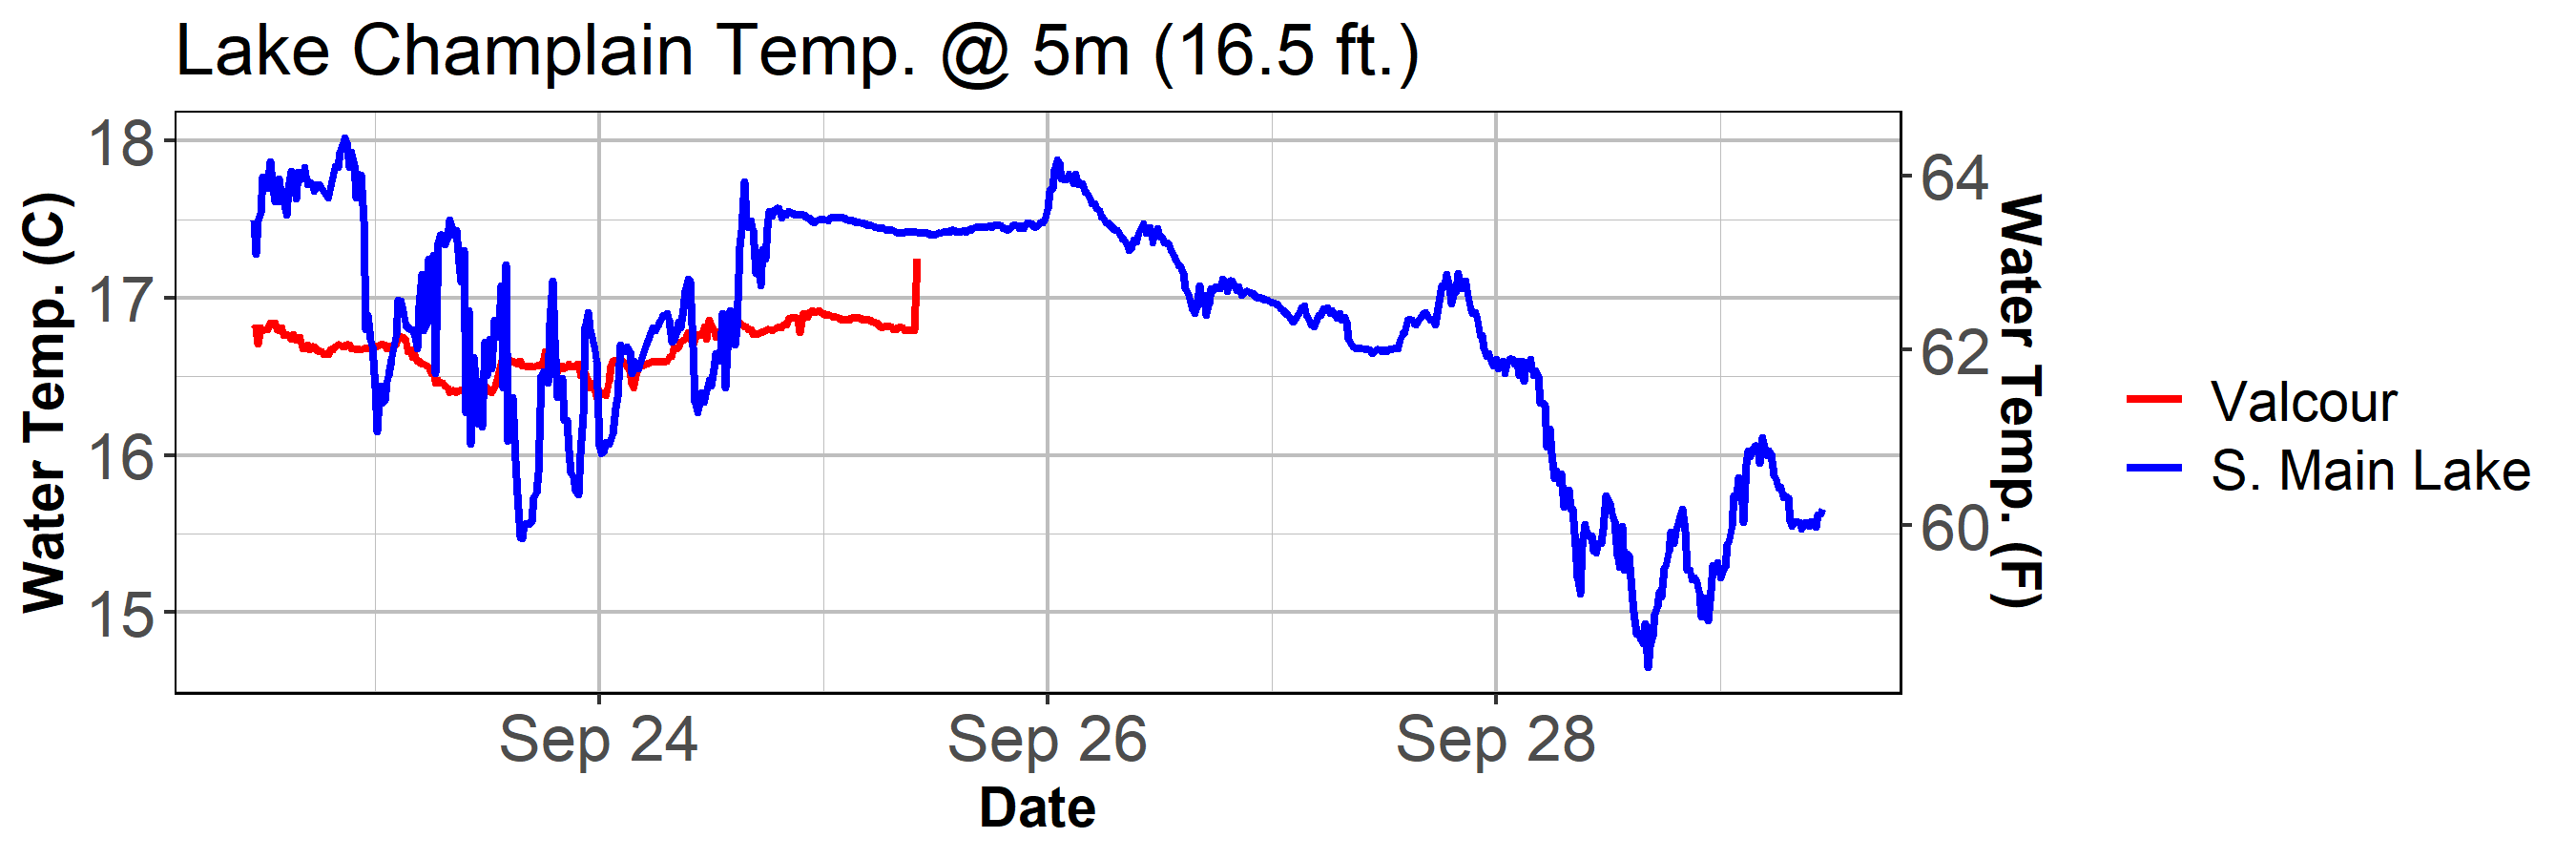 Lake Champlain Temp. @ 5m (16.5 ft.)
Water Temp. (C)
18
17
16
15
64
62
60
Water Temp. (F)
Sep 24
Sep 26
Sep 28
Date
Valcour
S. Main Lake